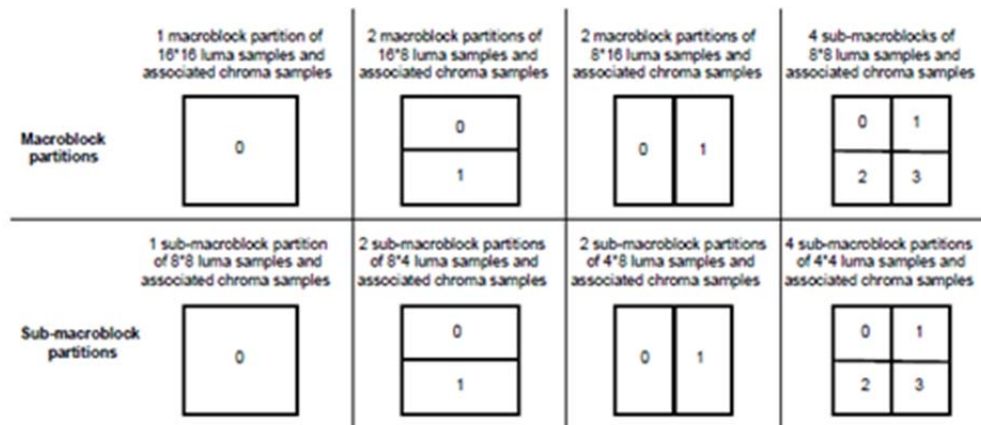 1 macroblock partition of
16*16 luma samples and
associated chroma samples
2 macroblock partitions of
16*8 luma samples and
associated chroma samples
2 macroblock partitions of
8*16 luma samples and
associated chroma samples
4 sub-macroblocks of
8*8 luma samples and
associated chroma samples
Macroblock
partitions
0
0
1
0 1
0 1
2 3
1 sub-macroblock partition
of 8*8 luma samples and
associated chroma samples
2 sub-macroblock partitions
of 8*4 luma samples and
associated chroma samples
2 sub-macroblock partitions
of 4*8 luma samples and
associated chroma samples
4 sub-macroblock partitions
of 4*4 luma samples and
associated chroma samples
Sub-macroblock
partitions
0
0
1
0 1
0 1
2 3